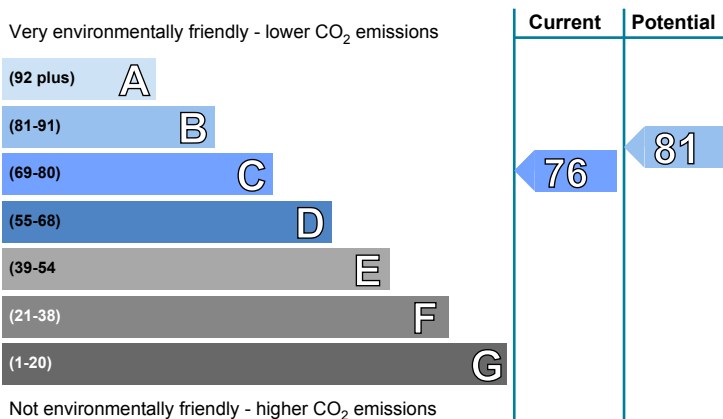 Current Potential
Very environmentally friendly - lower CO2 emissions
(92 plus) A
(81-91) B
81
(69-80) C
76
(55-68) D
(39-54 E
(21-38) F
(1-20) G
Not environmentally friendly - higher CO2 emissions